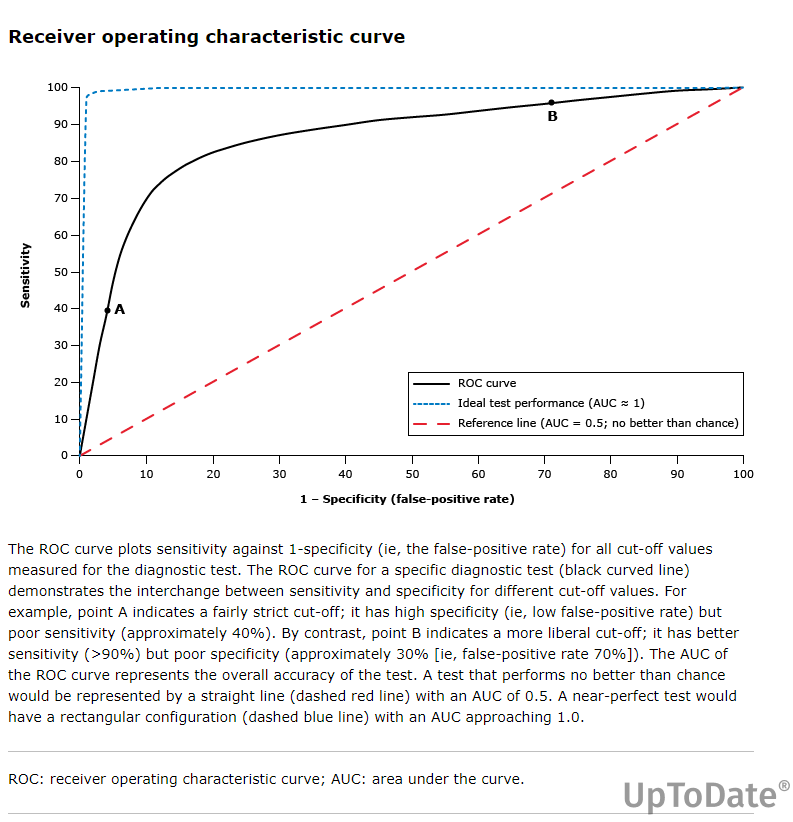 Receiver operating characteristic curve
100
90
80
70
60
50
40
30
20
10
0
Sensitivity
A
B
ROC curve
Ideal test performance (AUC ≈ 1)
Reference line (AUC = 0.5; no better than chance)
0 10 20 30 40 50 60 70 80 90 100
1 – Specificity (false-positive rate)
The ROC curve plots sensitivity against 1-specificity (ie, the false-positive rate) for all cut-off values
measured for the diagnostic test. The ROC curve for a specific diagnostic test (black curved line)
demonstrates the interchange between sensitivity and specificity for different cut-off values. For
example, point A indicates a fairly strict cut-off; it has high specificity (ie, low false-positive rate) but
poor sensitivity (approximately 40%). By contrast, point B indicates a more liberal cut-off; it has better
sensitivity (>90%) but poor specificity (approximately 30% [ie, false-positive rate 70%]). The AUC of
the ROC curve represents the overall accuracy of the test. A test that performs no better than chance
would be represented by a straight line (dashed red line) with an AUC of 0.5. A near-perfect test would
have a rectangular configuration (dashed blue line) with an AUC approaching 1.0.
ROC: receiver operating characteristic curve; AUC: area under the curve.
UpToDate®